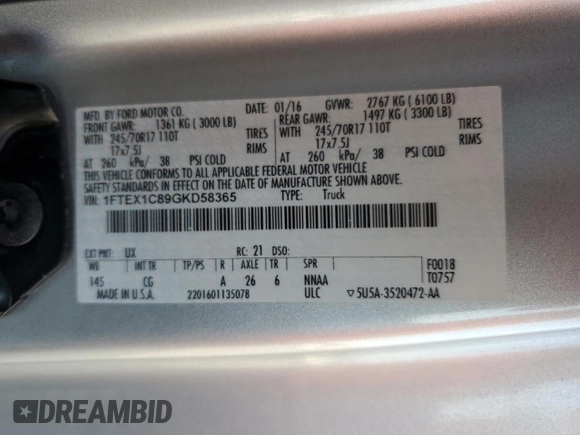 MFD. BY FORD MOTOR CO.
DATE: 01/16
GVWR: 2767 KG ( 6100 LB)
FRONT GAWR: 1361 KG ( 3000 LB)
REAR GAWR: 1497 KG ( 3300 LB)
WITH 245/70R17 110T TIRES
WITH 245/70R17 110T TIRES
17x7.5J RIMS
17x7.5J RIMS
AT 260 kPa/ 38 PSI COLD
AT 260 kPa/ 38 PSI COLD
THIS VEHICLE CONFORMS TO ALL APPLICABLE FEDERAL MOTOR VEHICLE
SAFETY STANDARDS IN EFFECT ON THE DATE OF MANUFACTURE SHOWN ABOVE.
VIN: 1FTEX1C89GKD58365
TYPE: Truck
EXT PNT: UX RC: 21 DSO:
WB INT TR TP/PS R AXLE TR SPR
145 CG A 26 6 NNAA
F0018
T0757
MADE IN U.S.A. 2201601135078 ULC ▽ 5U5A-3520472-AA
DREAMBID